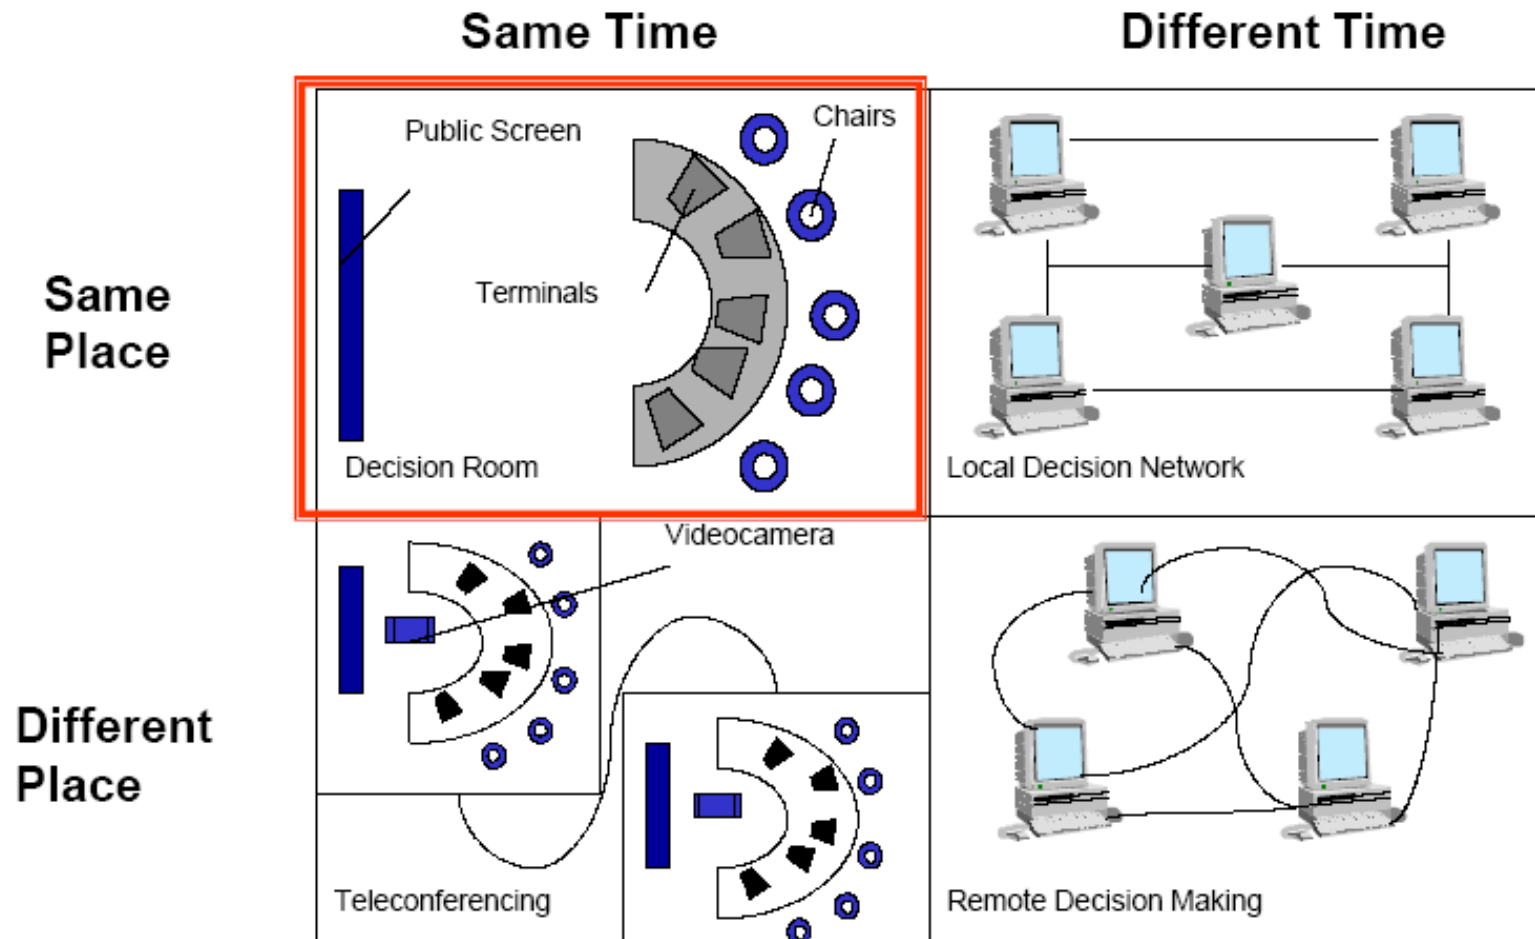 Same Time
Different Time
Public Screen
Chairs
Same
Place
Terminals
Decision Room
Local Decision Network
Videocamera
Different
Place
Teleconferencing
Remote Decision Making